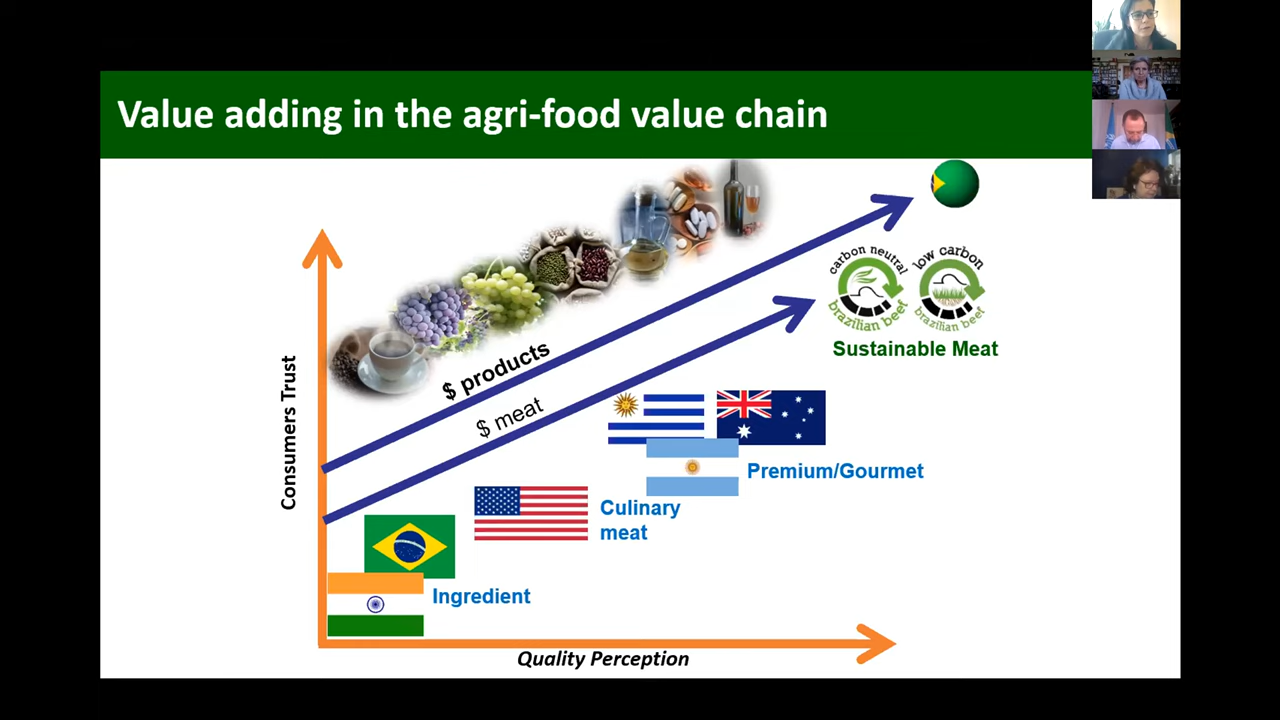 Value adding in the agri-food value chain
Consumers Trust
$ products
$ meat
carbon neutral
brazilian beef
low carbon
brazilian beef
Sustainable Meat
Premium/Gourmet
Culinary
meat
Ingredient
Quality Perception